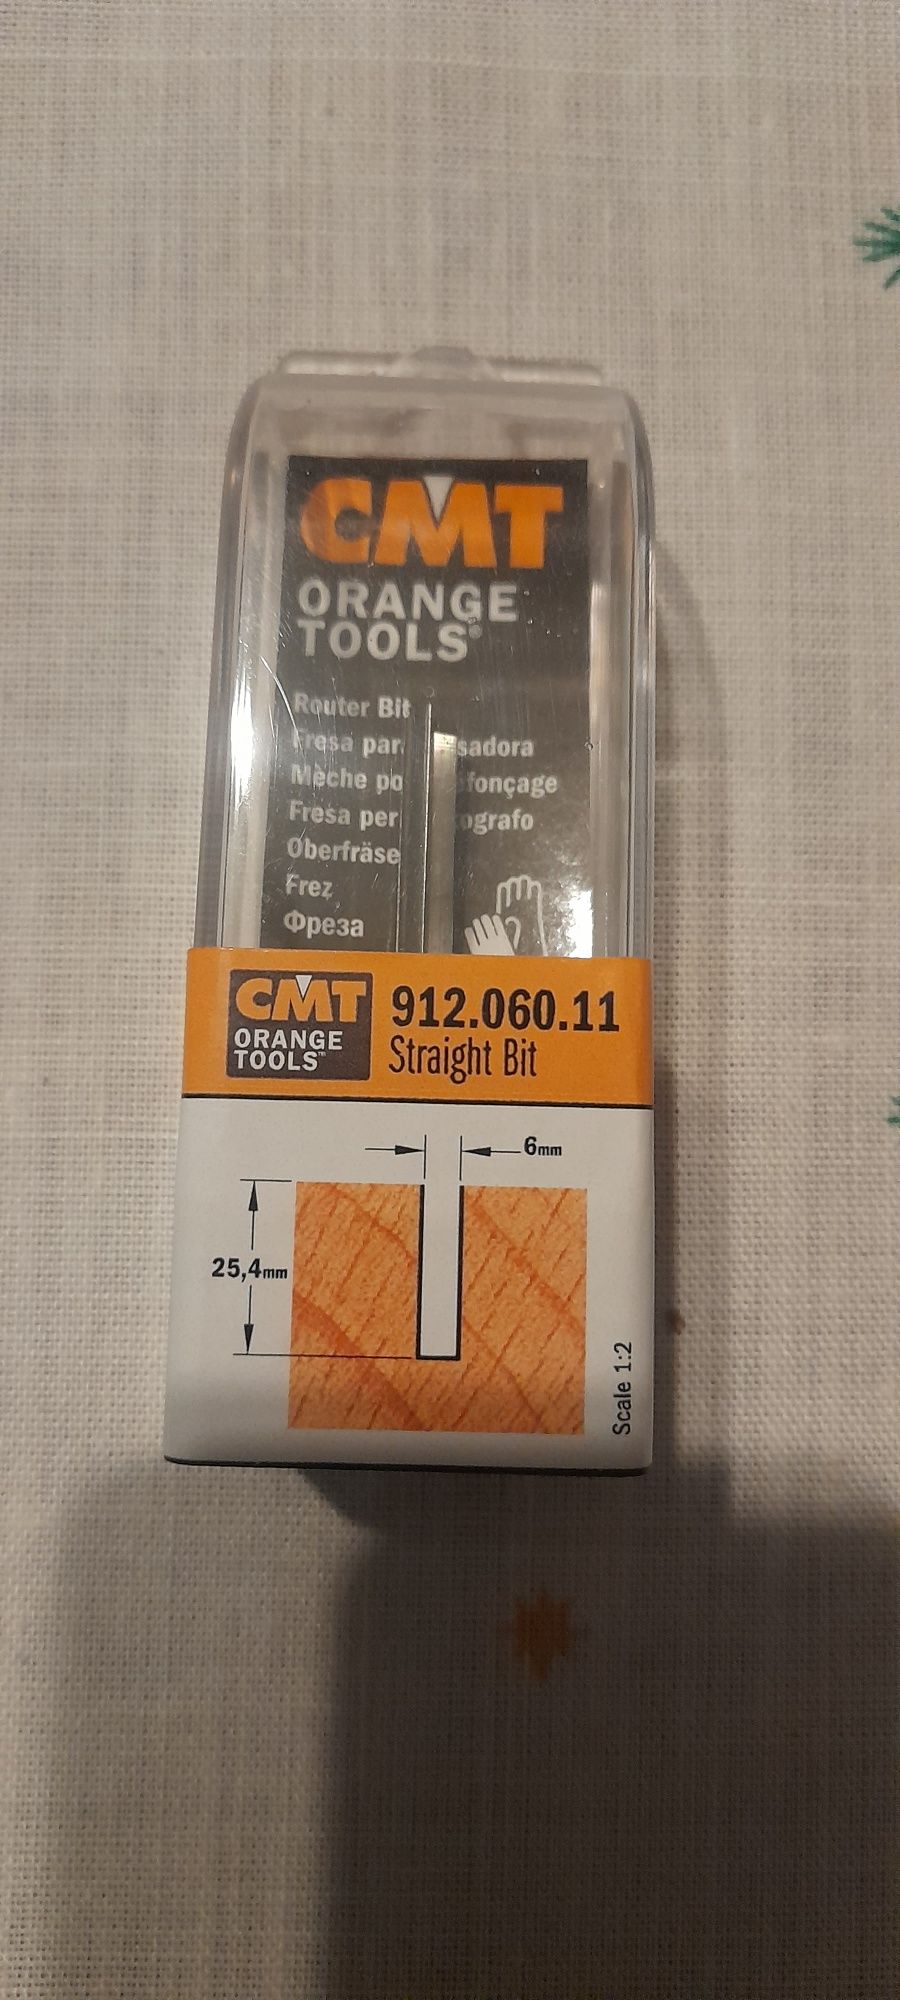 CMT
ORANGE
TOOLS®
Router Bit
Fresa par sadora
Mèche po fonçage
Fresa per ografo
Oberfräse
Frez
Фреза
CMT
ORANGE
TOOLS™
912.060.11
Straight Bit
6mm
25,4mm
Scale 1:2